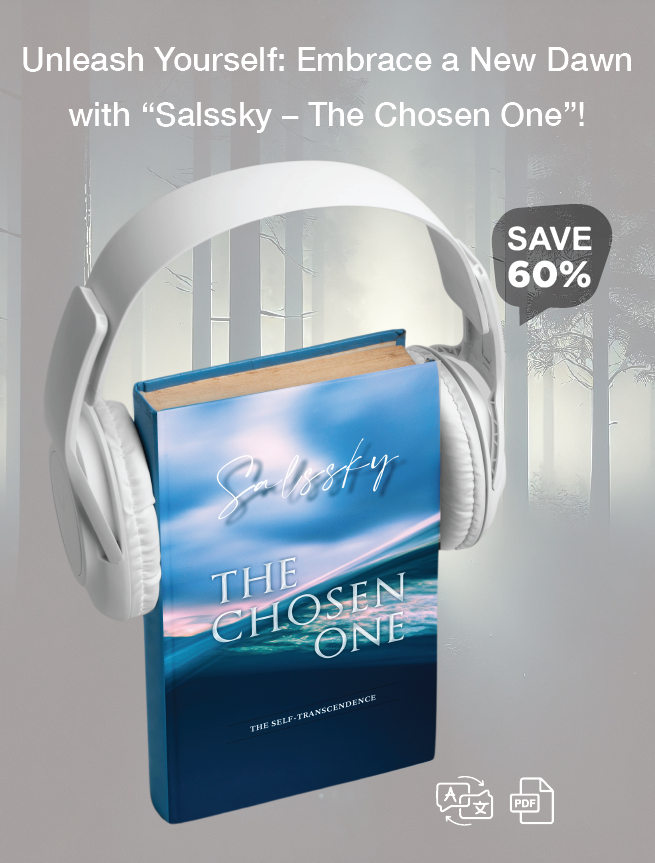 Unleash Yourself: Embrace a New Dawn
with “Salssky – The Chosen One”!
SAVE
60%
Salssky
THE
CHOSEN
ONE
THE SELF-TRANSCENDENCE
A 文
PDF